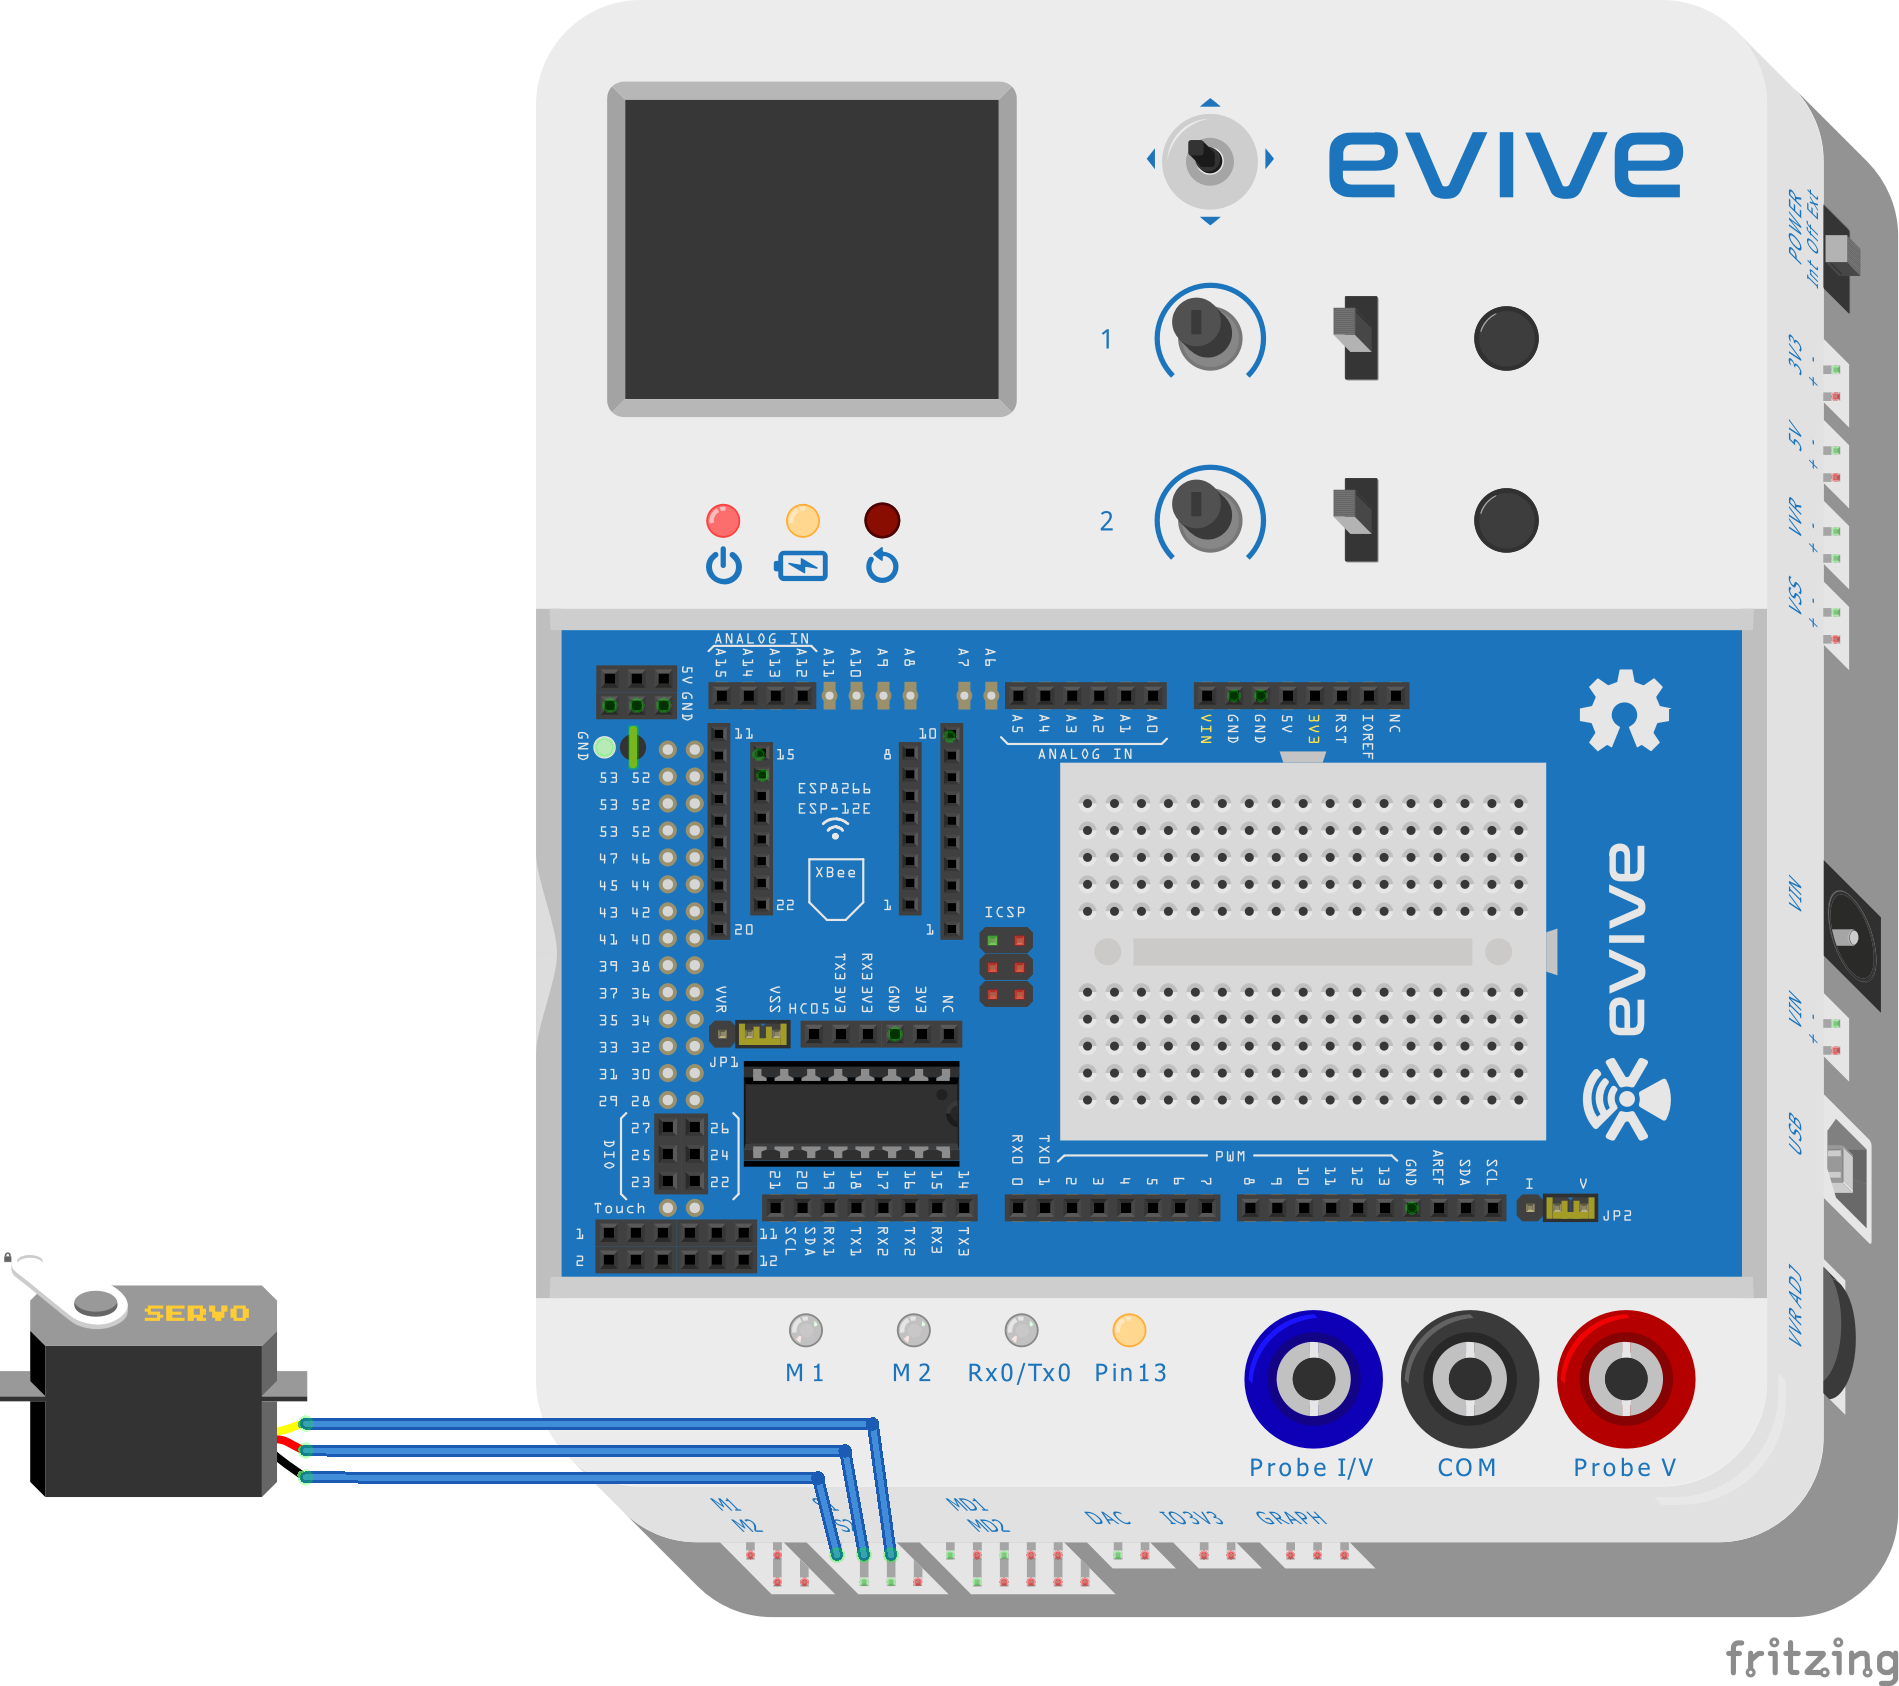 evive
POWER
Int Off Ext
1
3V3
+ -
5V
+ -
2
VVR
+ -
VSS
+ -
ANALOG IN
A15 A14 A13 A12 A11 A10 A9 A8 A7 A6
5V GND
A5 A4 A3 A2 A1 A0
VIN GND GND 5V 3V3 RST IOREF NC
ANALOG IN
GND
11
10
15
8
53 52
53 52
53 52
47 46
45 44
43 42
41 40
39 38
37 36
35 34
33 32
31 30
29 28
ESP8266
ESP-12E
XBee
22
1
20
1
ICSP
evive
VIN
VIN
+ -
VVR VSS
HC05
TX3 3V3
RX3 3V3
GND
3V3
NC
JP1
27 26
25 24
23 22
DIO
USB
RX0 TX0
PWM
21 20 19 18 17 16 15 14
0 1 2 3 4 5 6 7
8 9 10 11 12 13 GND AREF SDA SCL
I V
JP2
SCL SDA RX1 TX1 RX2 TX2 RX3 TX3
Touch
1 11
2 12
VVR ADJ
SERVO
M1
M2
Rx0/Tx0
Pin13
Probe I/V
COM
Probe V
M1
M2
MD1
MD2
DAC
IO3V3
GRAPH
fritzing